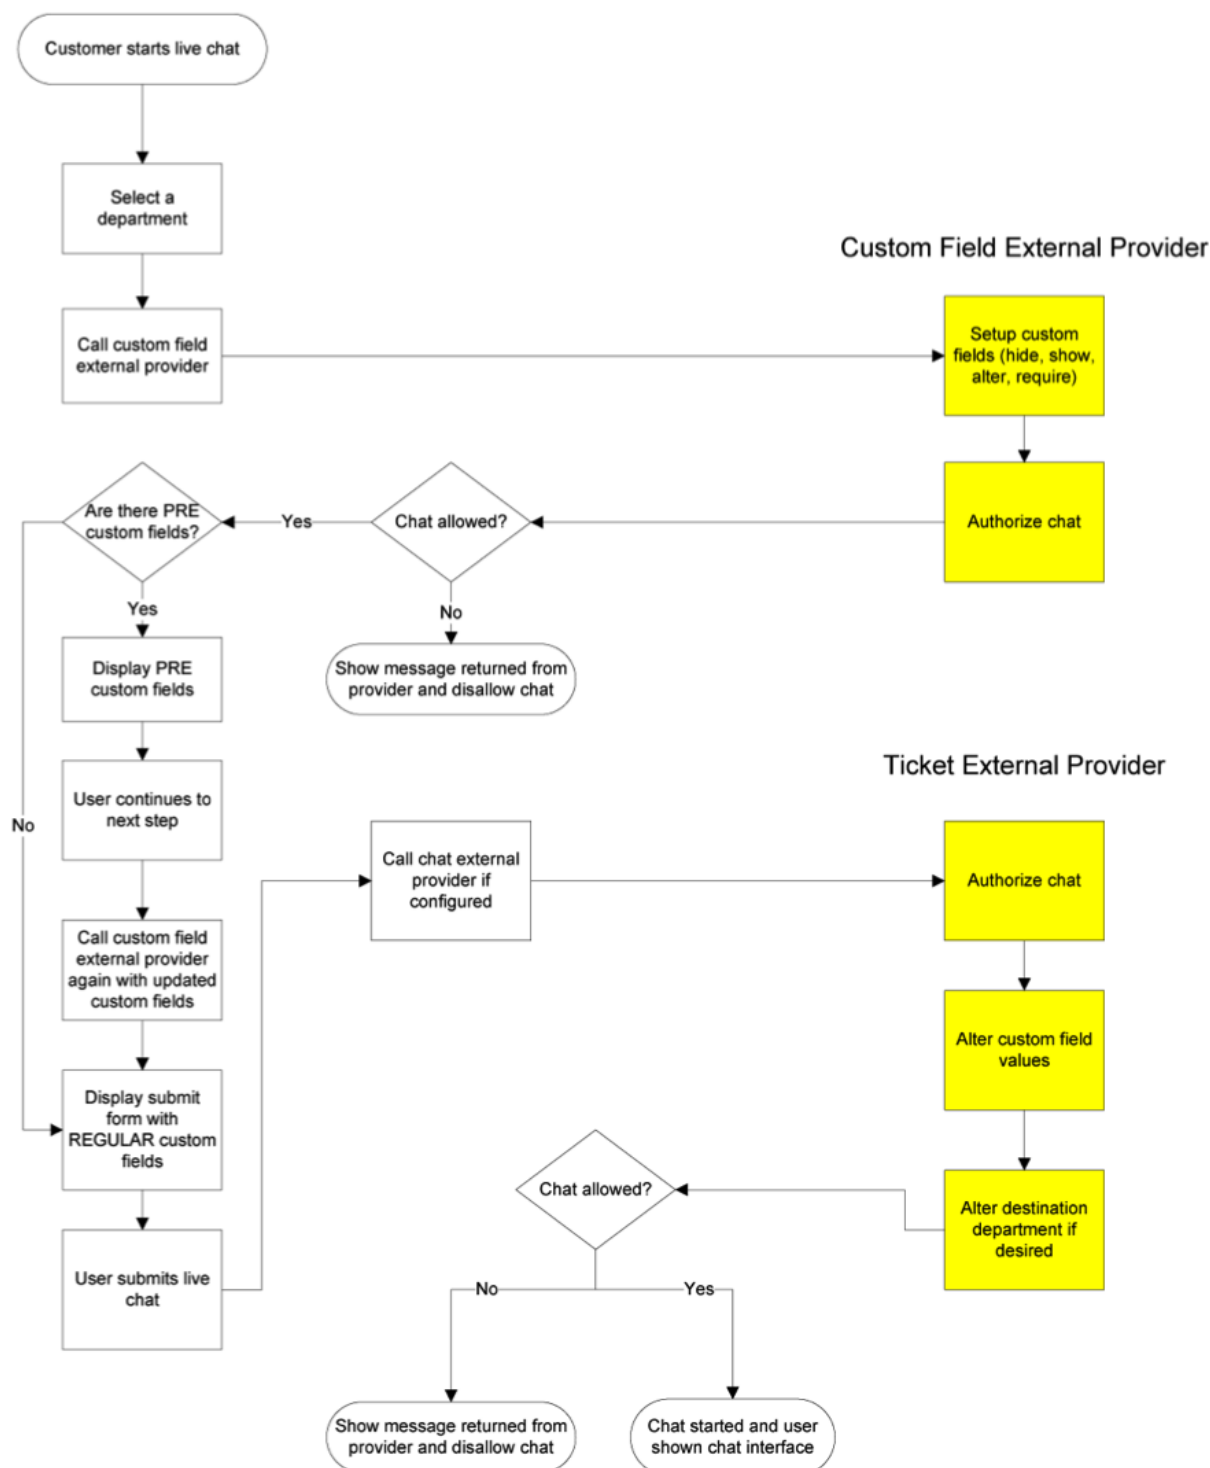 Customer starts live chat
Select a
department
Custom Field External Provider
Call custom field
external provider
Setup custom
fields (hide, show,
alter, require)
Are there PRE
custom fields?
Yes
Chat allowed?
Authorize chat
Yes
No
Display PRE
custom fields
Show message returned from
provider and disallow chat
Ticket External Provider
User continues to
next step
No
Call chat external
provider if
configured
Authorize chat
Call custom field
external provider
again with updated
custom fields
Alter custom field
values
Display submit
form with
REGULAR custom
fields
Chat allowed?
Alter destination
department if
desired
User submits live
chat
No
Yes
Show message returned from
provider and disallow chat
Chat started and user
shown chat interface